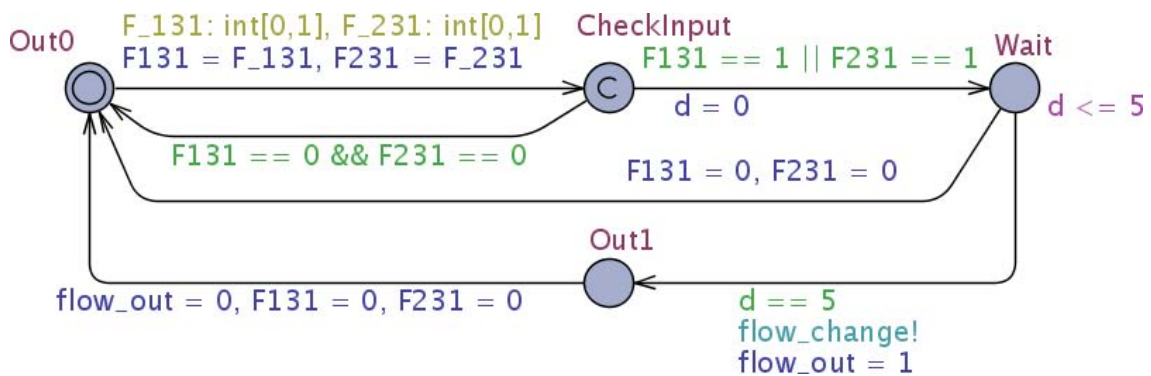 Out0
F_131: int[0,1], F_231: int[0,1]
F131 = F_131, F231 = F_231
CheckInput
C
F131 == 1 || F231 == 1
d = 0
Wait
d <= 5
F131 == 0 && F231 == 0
F131 = 0, F231 = 0
Out1
flow_out = 0, F131 = 0, F231 = 0
d == 5
flow_change!
flow_out = 1